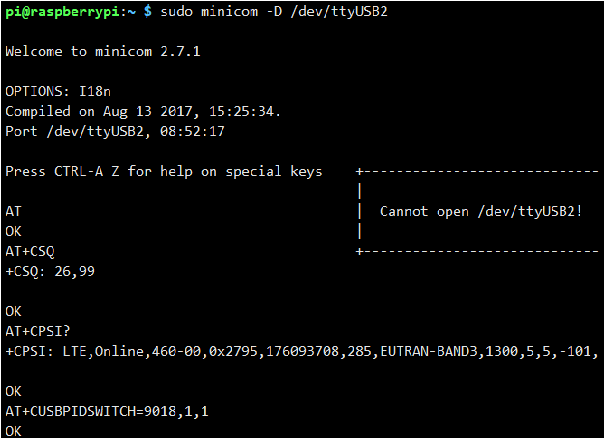 pi@raspberrypi:~ $ sudo minicom -D /dev/ttyUSB2
Welcome to minicom 2.7.1
OPTIONS: I18n
Compiled on Aug 13 2017, 15:25:34.
Port /dev/ttyUSB2, 08:52:17
Press CTRL-A Z for help on special keys    +-----------------------------
|
AT                                         |  Cannot open /dev/ttyUSB2!
OK                                         |
AT+CSQ                                     +-----------------------------
+CSQ: 26,99
OK
AT+CPSI?
+CPSI: LTE,Online,460-00,0x2795,176093708,285,EUTRAN-BAND3,1300,5,5,-101,
OK
AT+CUSBPIDSWITCH=9018,1,1
OK